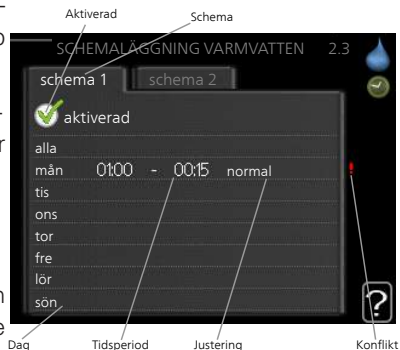 Aktiverad
Schema
SCHEMALÄGGNING VARMVATTEN 2.3
schema 1 schema 2
aktiverad
alla
mån 01:00 - 00:15 normal
tis
ons
tor
fre
lör
sön
?
Dag Tidsperiod Justering Konflikt